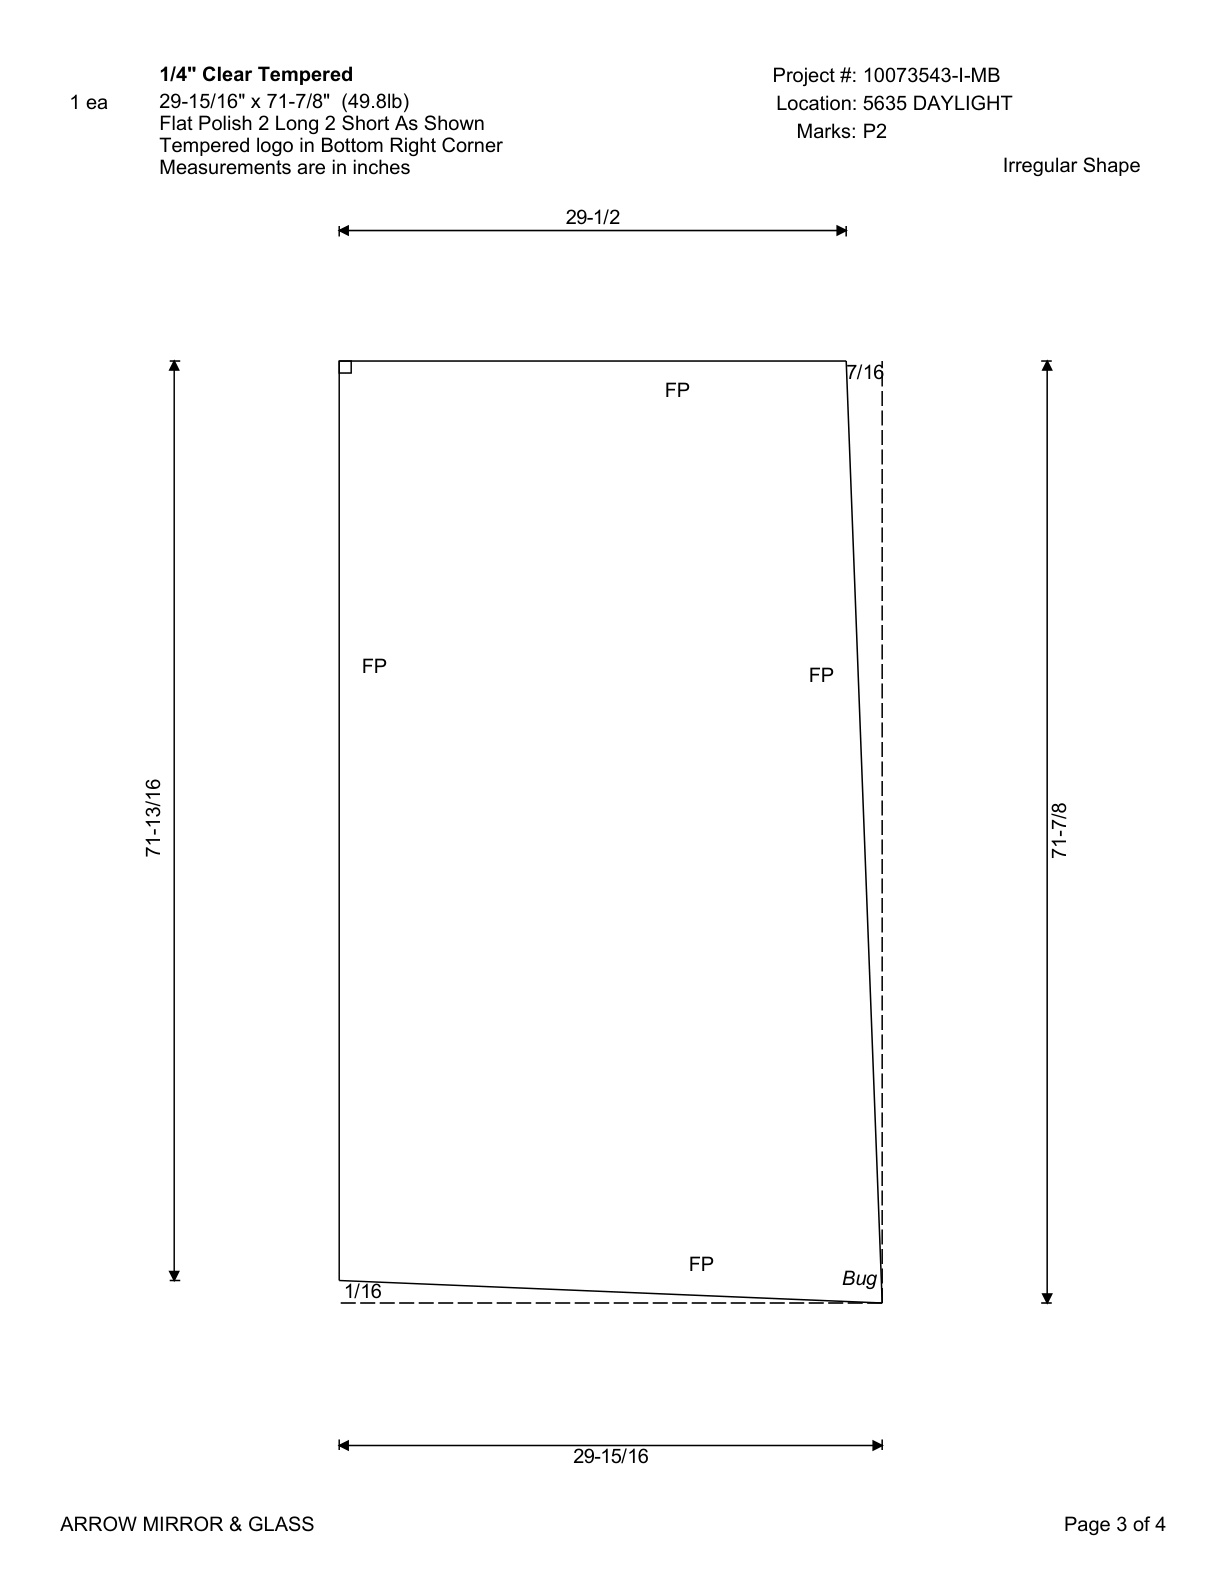 1/4" Clear Tempered
1 ea
29-15/16" x 71-7/8" (49.8lb)
Flat Polish 2 Long 2 Short As Shown
Tempered logo in Bottom Right Corner
Measurements are in inches
Project #: 10073543-I-MB
Location: 5635 DAYLIGHT
Marks: P2
Irregular Shape
29-1/2
7/16
FP
FP
FP
71-13/16
71-7/8
FP
Bug
1/16
29-15/16
ARROW MIRROR & GLASS
Page 3 of 4